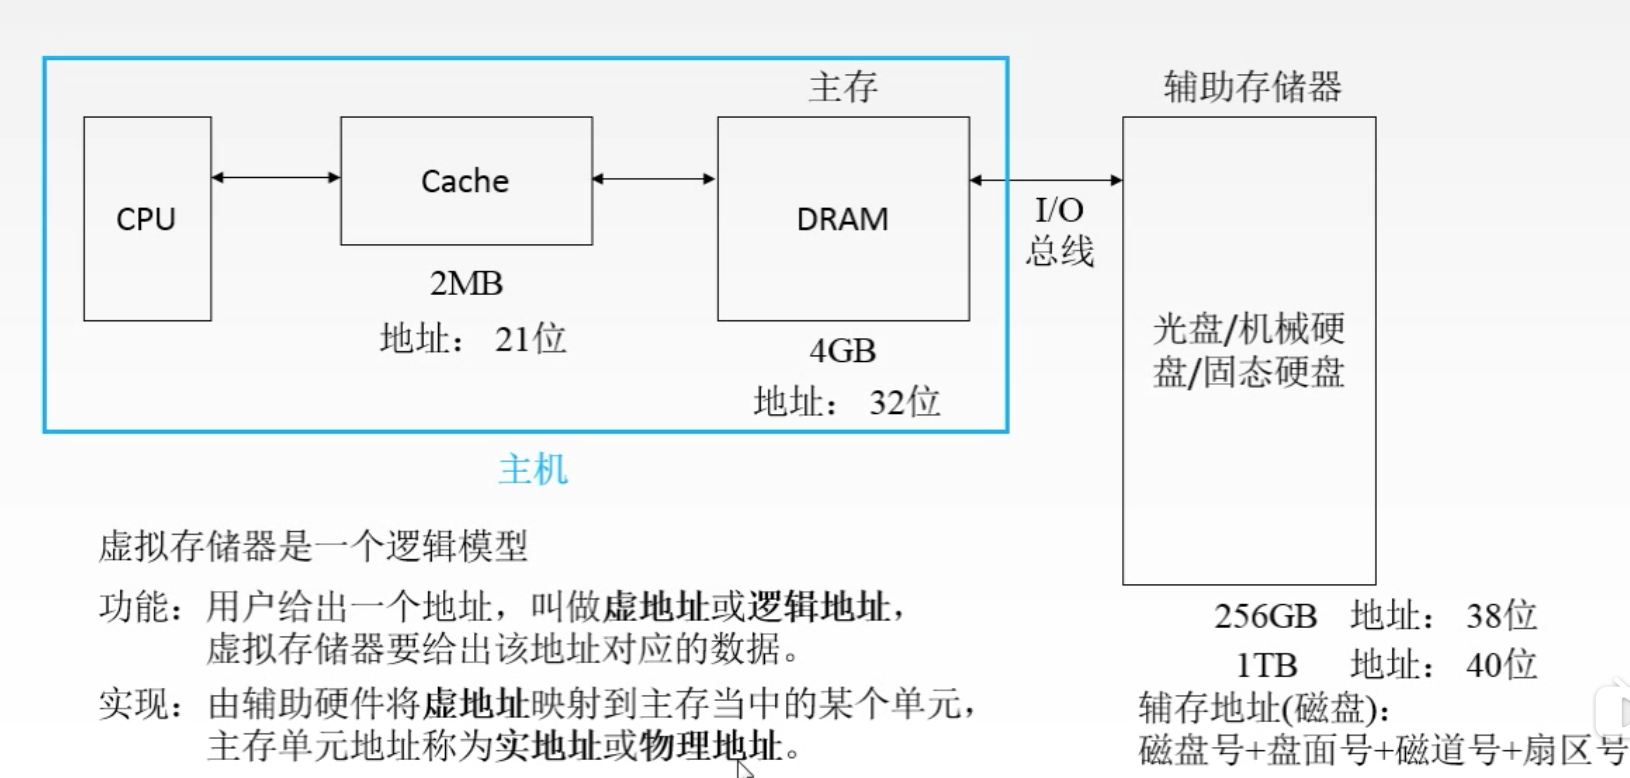 主存
辅助存储器
CPU
Cache
DRAM
I/O
总线
2MB
地址： 21位
4GB
地址： 32位
光盘/机械硬
盘/固态硬盘
主机
虚拟存储器是一个逻辑模型
功能：用户给出一个地址，叫做虚地址或逻辑地址，
虚拟存储器要给出该地址对应的数据。
实现：由辅助硬件将虚地址映射到主存当中的某个单元，
主存单元地址称为实地址或物理地址。
256GB 地址： 38位
1TB 地址： 40位
辅存地址(磁盘)：
磁盘号+盘面号+磁道号+扇区号